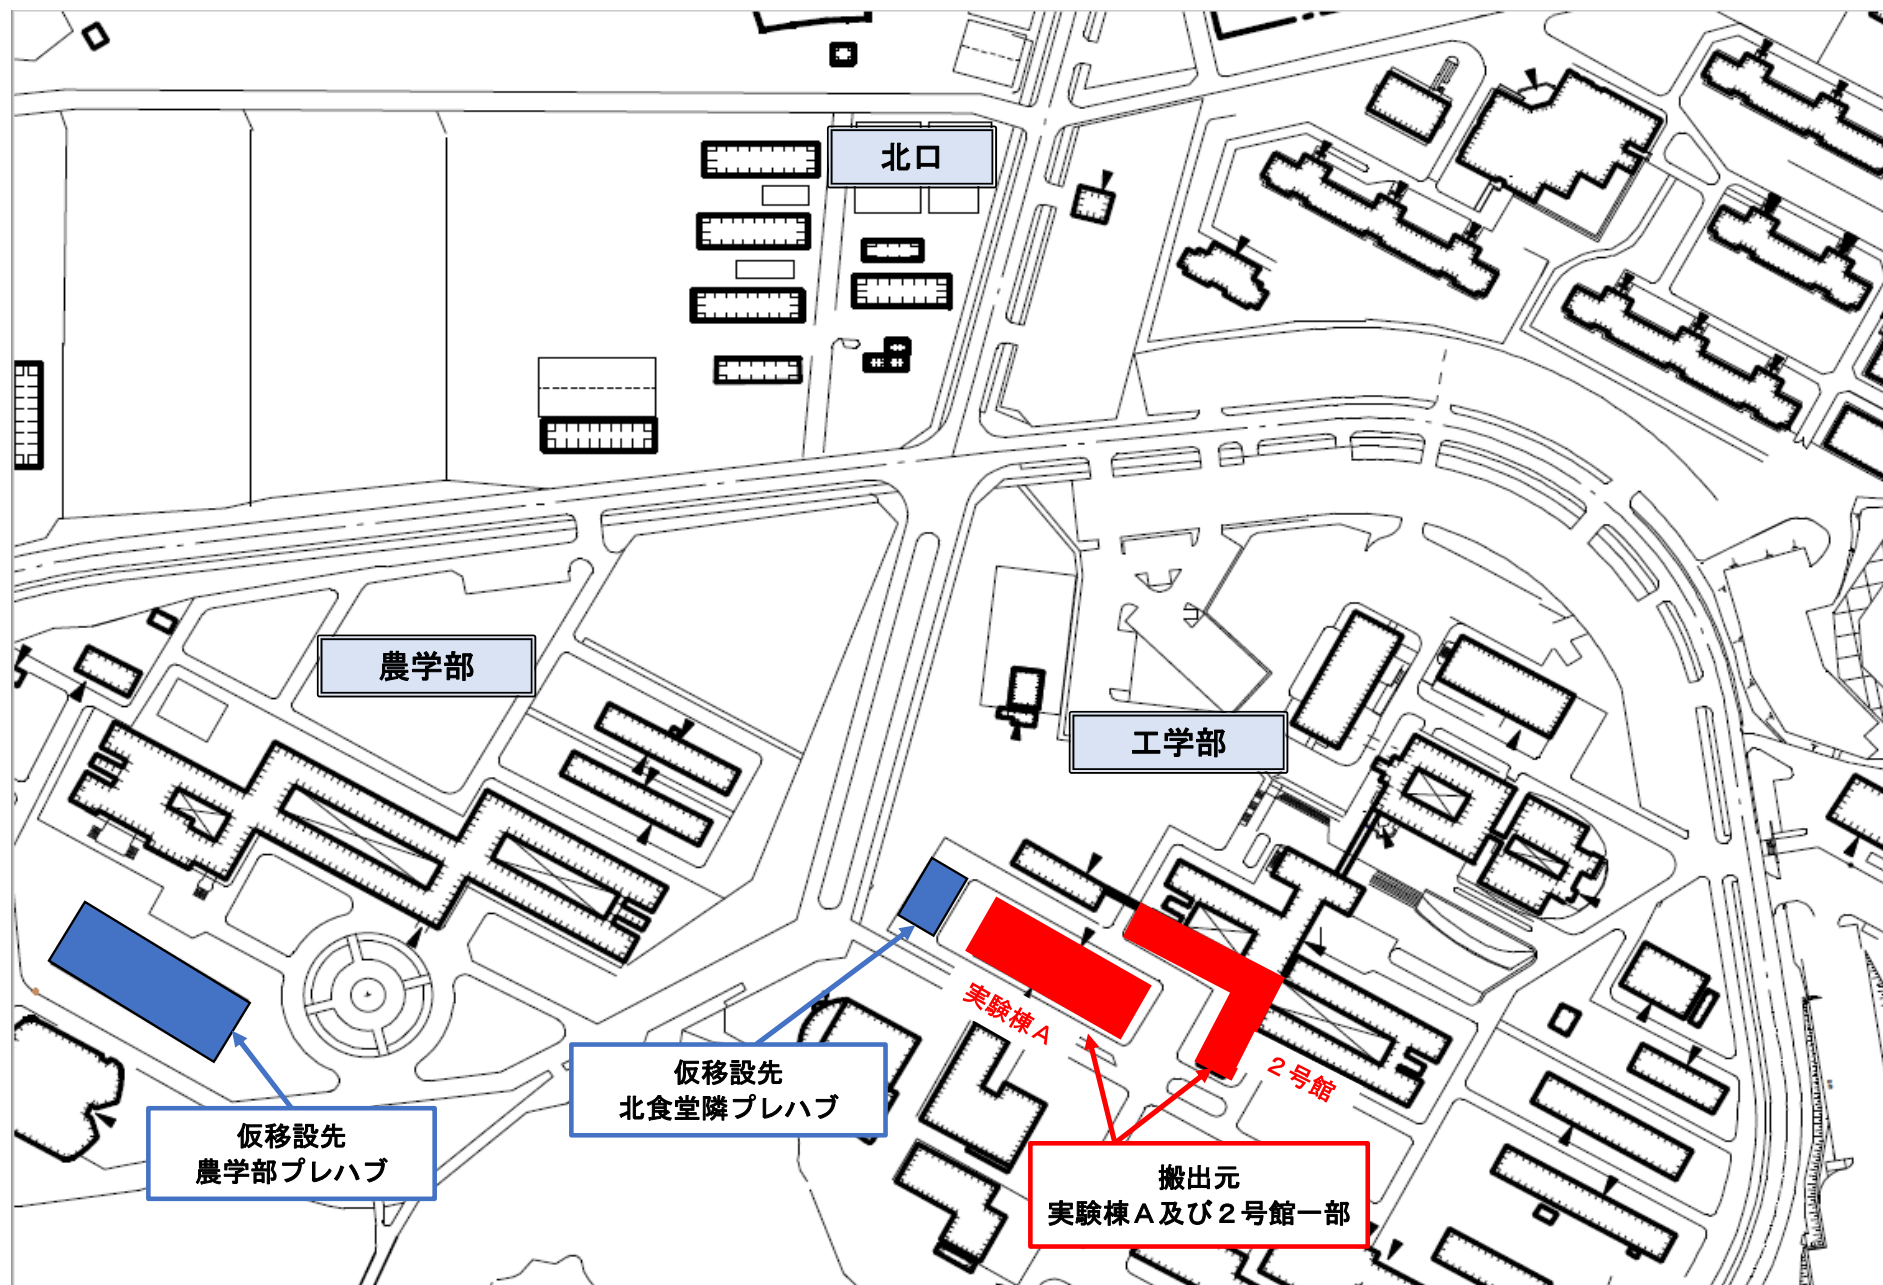 北口
農学部
工学部
実験棟A
2号館
仮移設先
北食堂隣プレハブ
仮移設先
農学部プレハブ
搬出元
実験棟A及び2号館一部